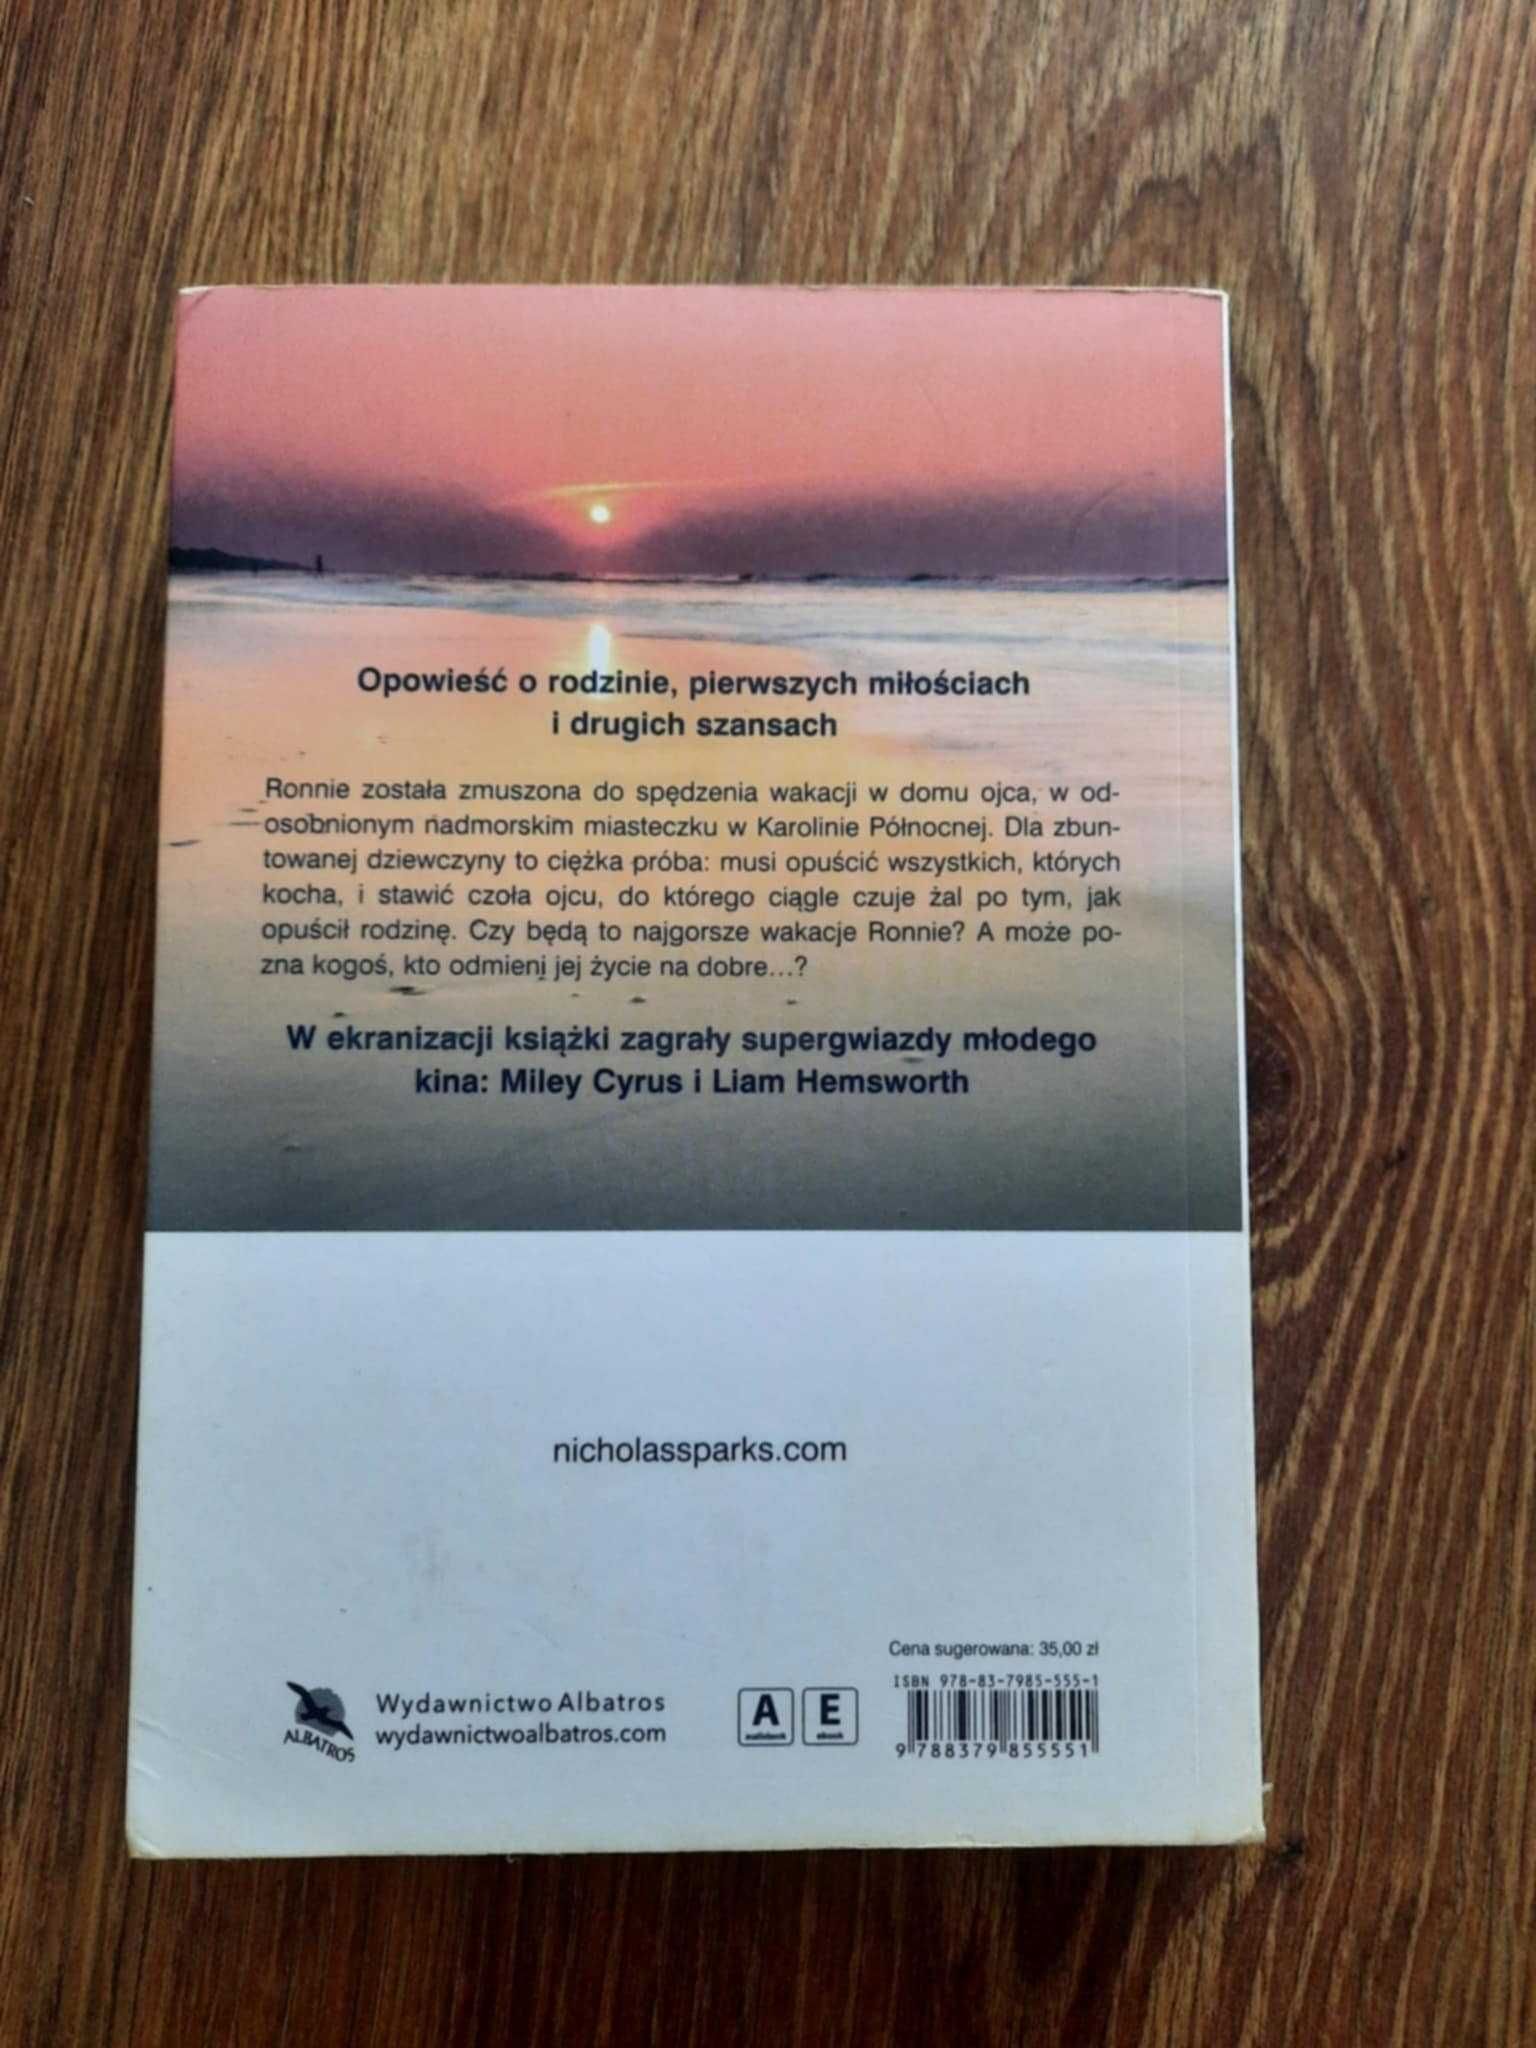 Opowieść o rodzinie, pierwszych miłościach
i drugich szansach
Ronnie została zmuszona do spędzenia wakacji w domu ojca, w od-
osobnionym nadmorskim miasteczku w Karolinie Północnej. Dla zbun-
towanej dziewczyny to ciężka próba: musi opuścić wszystkich, których
kocha, i stawić czoła ojcu, do którego ciągle czuje żal po tym, jak
opuścił rodzinę. Czy będą to najgorsze wakacje Ronnie? A może po-
zna kogoś, kto odmieni jej życie na dobre...?
W ekranizacji książki zagrały supergwiazdy młodego
kina: Miley Cyrus i Liam Hemsworth
nicholassparks.com
Cena sugerowana: 35,00 zł
ISBN 978-83-7985-555-1
9 788379 855551
ALBATROS
Wydawnictwo Albatros
wydawnictwoalbatros.com
A
E